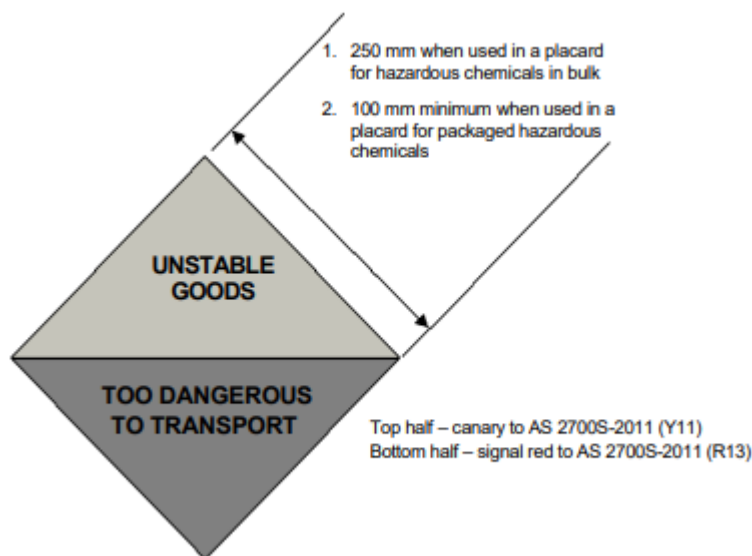 1. 250 mm when used in a placard
for hazardous chemicals in bulk
2. 100 mm minimum when used in a
placard for packaged hazardous
chemicals
UNSTABLE
GOODS
TOO DANGEROUS
TO TRANSPORT
Top half – canary to AS 2700S-2011 (Y11)
Bottom half – signal red to AS 2700S-2011 (R13)